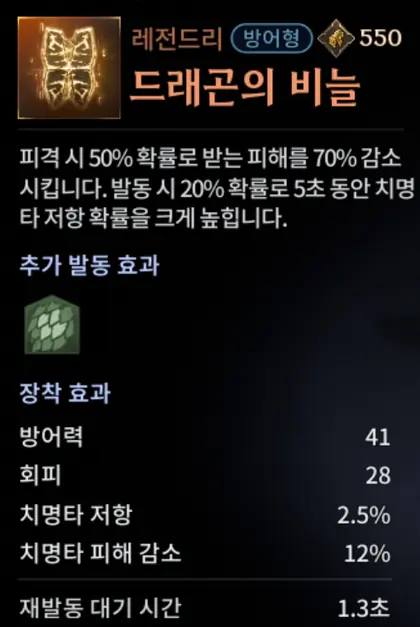 레전드리 방어형 550
드래곤의 비늘
피격 시 50% 확률로 받는 피해를 70% 감소
시킵니다. 발동 시 20% 확률로 5초 동안 치명
타 저항 확률을 크게 높힙니다.
추가 발동 효과
장착 효과
방어력 41
회피 28
치명타 저항 2.5%
치명타 피해 감소 12%
재발동 대기 시간 1.3초